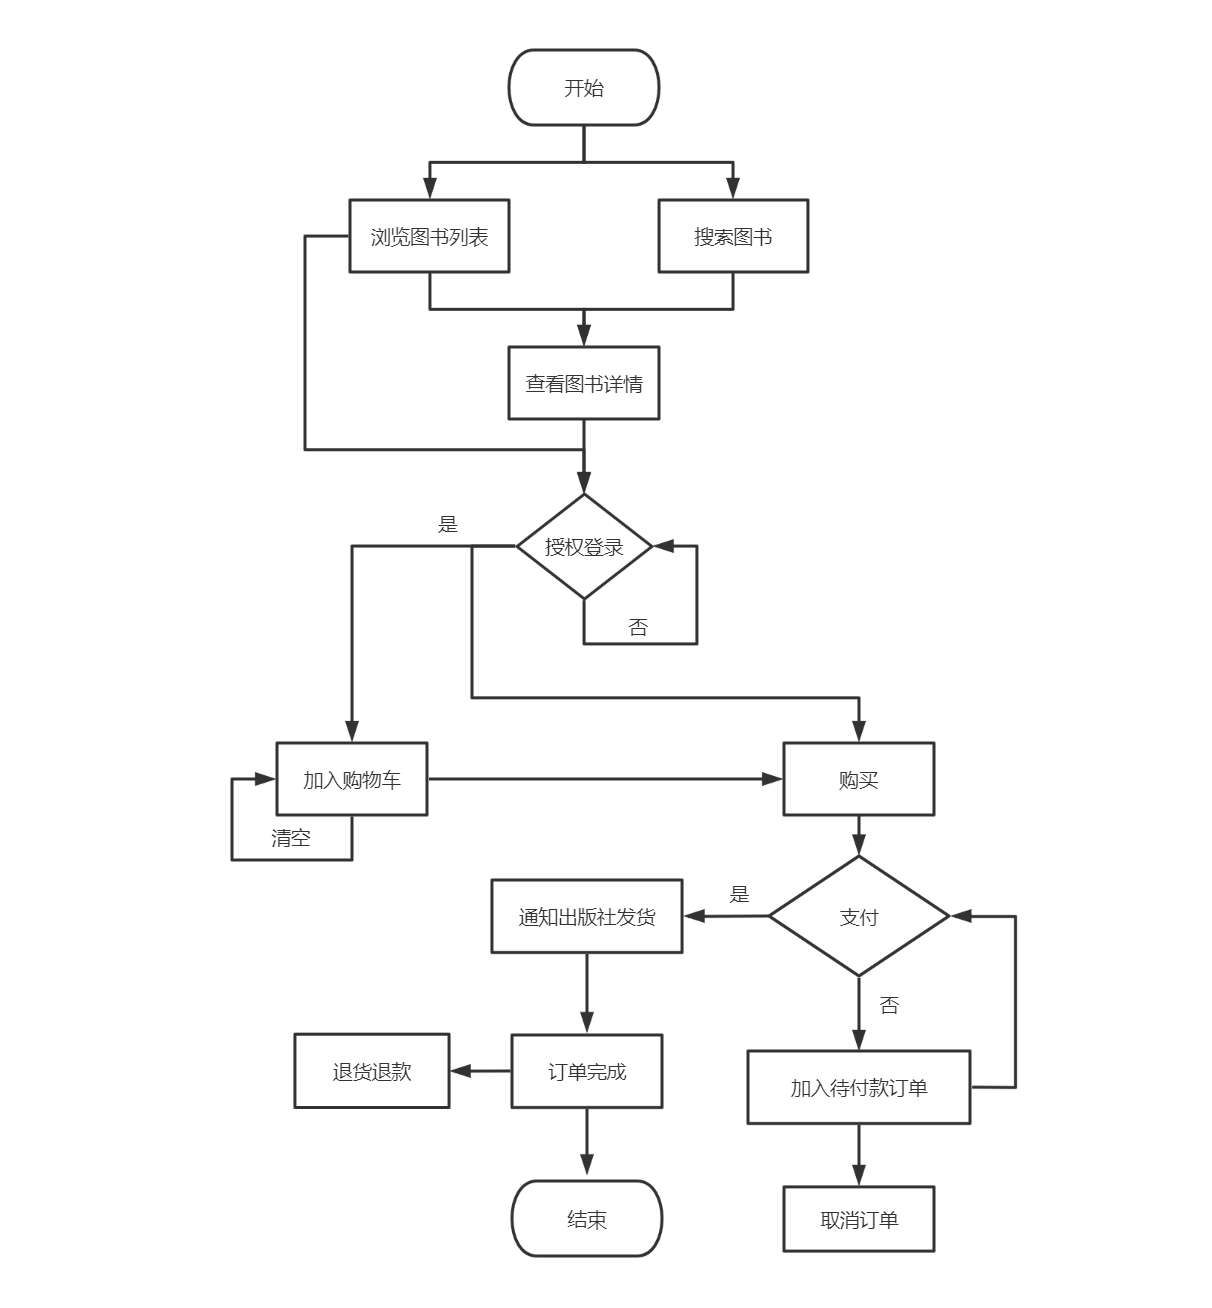 开始
浏览图书列表
搜索图书
查看图书详情
是
授权登录
否
加入购物车
购买
清空
是
通知出版社发货
支付
否
退货退款
订单完成
加入待付款订单
结束
取消订单